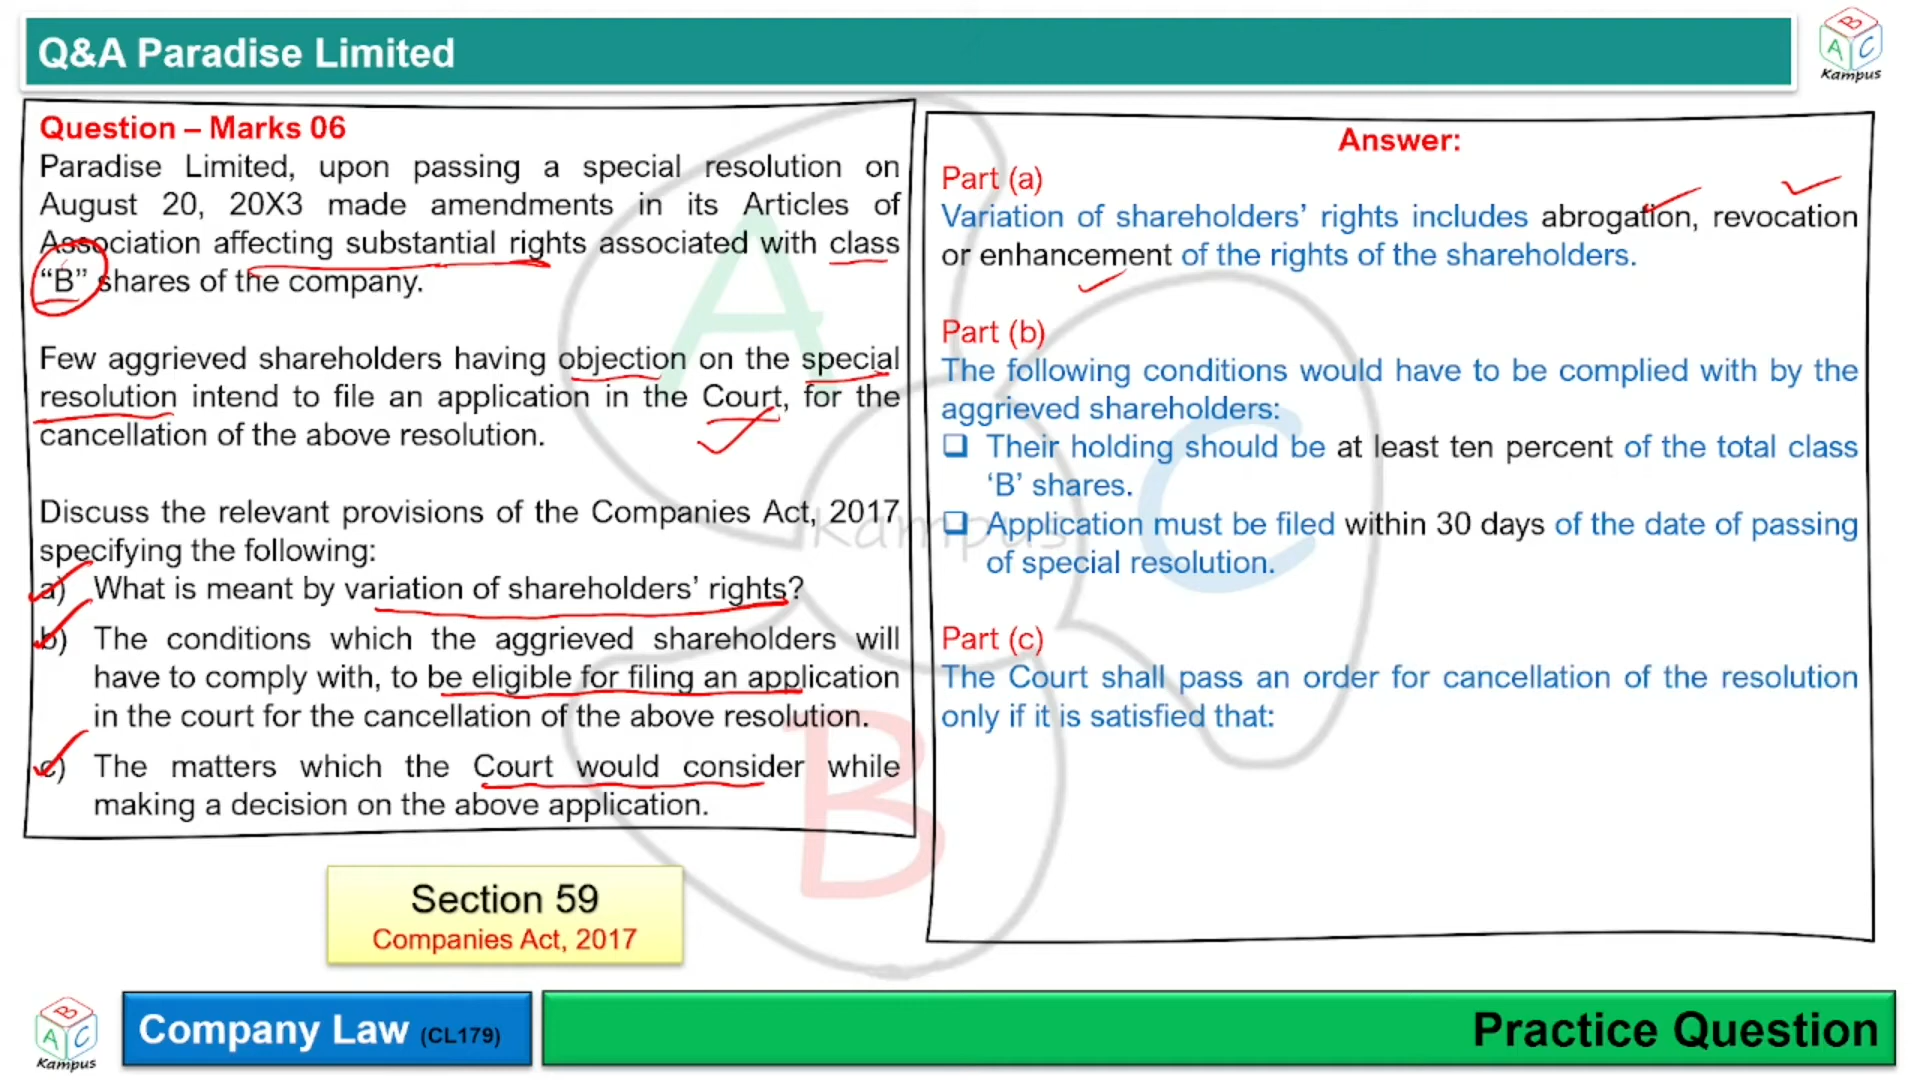 Q&A Paradise Limited
B
A C
Kampus
Question – Marks 06
Paradise Limited, upon passing a special resolution on
August 20, 20X3 made amendments in its Articles of
Association affecting substantial rights associated with class
“B” shares of the company.
Few aggrieved shareholders having objection on the special
resolution intend to file an application in the Court, for the
cancellation of the above resolution.
Discuss the relevant provisions of the Companies Act, 2017
specifying the following:
a) What is meant by variation of shareholders’ rights?
b) The conditions which the aggrieved shareholders will
have to comply with, to be eligible for filing an application
in the court for the cancellation of the above resolution.
c) The matters which the Court would consider while
making a decision on the above application.
Section 59
Companies Act, 2017
Answer:
Part (a)
Variation of shareholders’ rights includes abrogation, revocation
or enhancement of the rights of the shareholders.
Part (b)
The following conditions would have to be complied with by the
aggrieved shareholders:
Their holding should be at least ten percent of the total class
‘B’ shares.
Application must be filed within 30 days of the date of passing
of special resolution.
Part (c)
The Court shall pass an order for cancellation of the resolution
only if it is satisfied that:
A
B
C
Kampus
B
A C
Kampus
Company Law (CL179)
Practice Question